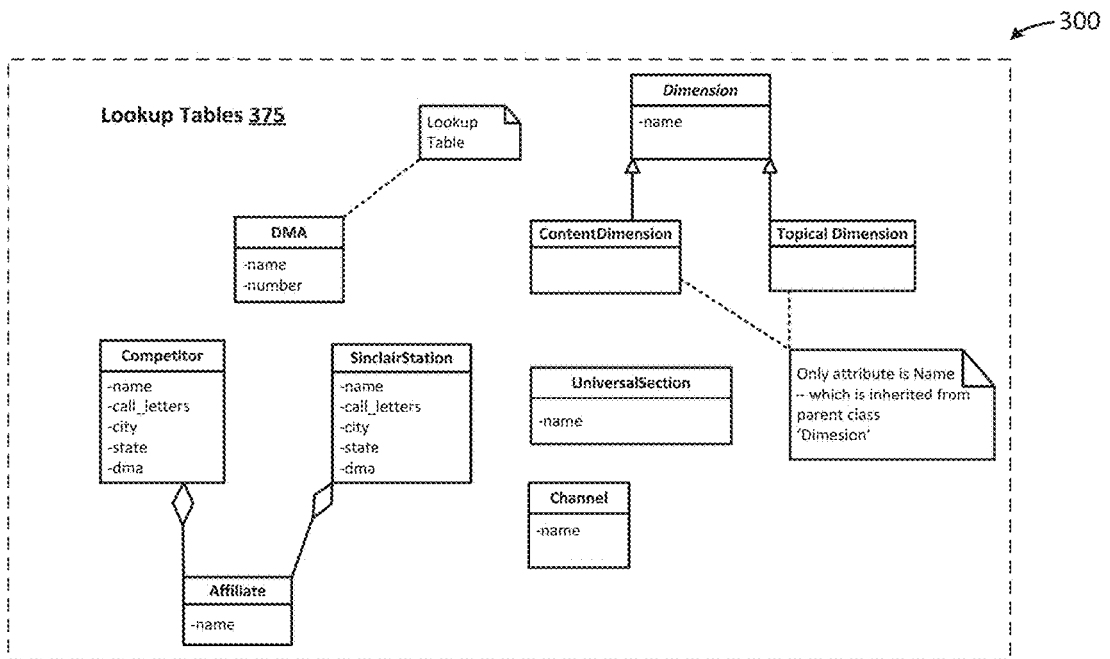 300
Lookup Tables 375
Lookup
Table
Dimension
-name
DMA
-name
-number
ContentDimension
Topical Dimension
Competitor
-name
-call_letters
-city
-state
-dma
SinclairStation
-name
-call_letters
-city
-state
-dma
UniversalSection
-name
Only attribute is Name
-- which is inherited from
parent class
'Dimesion'
Channel
-name
Affiliate
-name